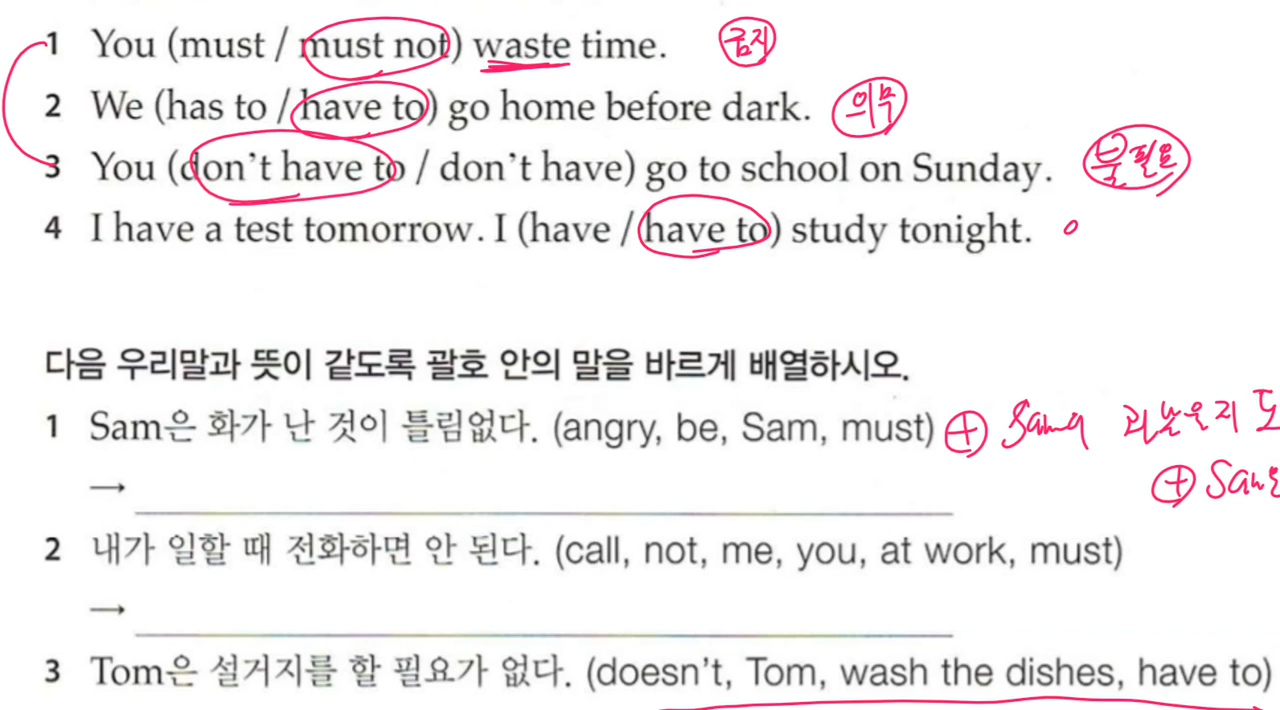 1 You (must / must not) waste time. 금지
2 We (has to / have to) go home before dark. 의무
3 You (don't have to / don't have) go to school on Sunday. 불필요
4 I have a test tomorrow. I (have / have to) study tonight.
다음 우리말과 뜻이 같도록 괄호 안의 말을 바르게 배열하시오.
1 Sam은 화가 난 것이 틀림없다. (angry, be, Sam, must)
→
2 내가 일할 때 전화하면 안 된다. (call, not, me, you, at work, must)
→
3 Tom은 설거지를 할 필요가 없다. (doesn't, Tom, wash the dishes, have to)